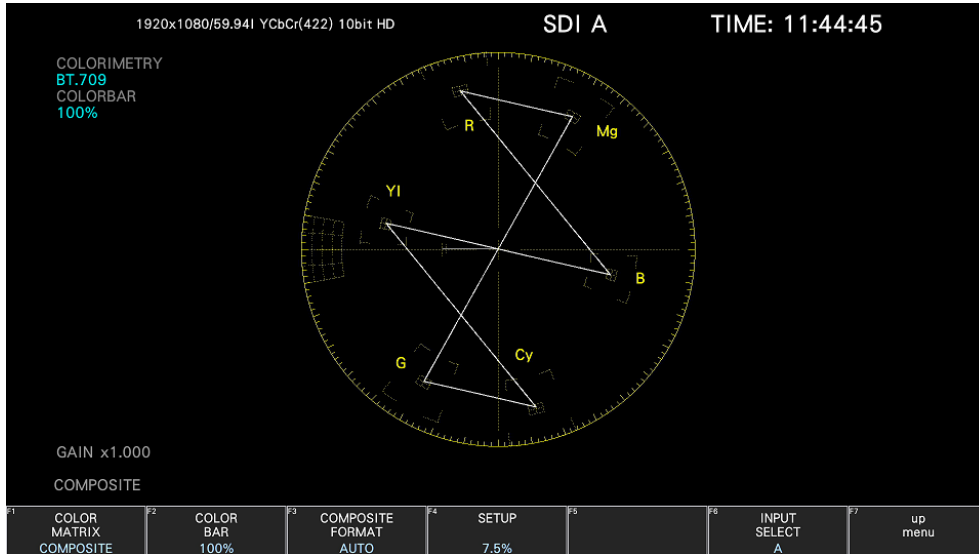 1920x1080/59.94I YCbCr(422) 10bit HD
SDI A
TIME: 11:44:45
COLORIMETRY
BT.709
COLORBAR
100%
R
Mg
Yl
B
G
Cy
GAIN x1.000
COMPOSITE
F1
COLOR
MATRIX
COMPOSITE
F2
COLOR
BAR
100%
F3
COMPOSITE
FORMAT
AUTO
F4
SETUP
7.5%
F5
F6
INPUT
SELECT
A
F7
up
menu